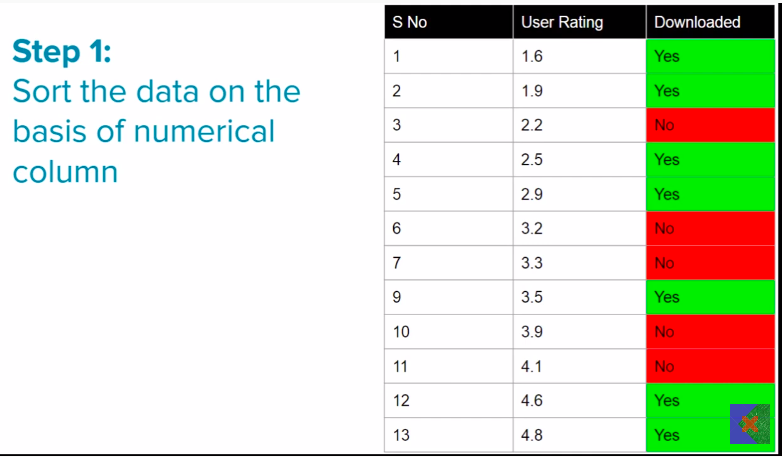 Step 1:
Sort the data on the
basis of numerical
column
S No User Rating Downloaded
1 1.6 Yes
2 1.9 Yes
3 2.2 No
4 2.5 Yes
5 2.9 Yes
6 3.2 No
7 3.3 No
9 3.5 Yes
10 3.9 No
11 4.1 No
12 4.6 Yes
13 4.8 Yes